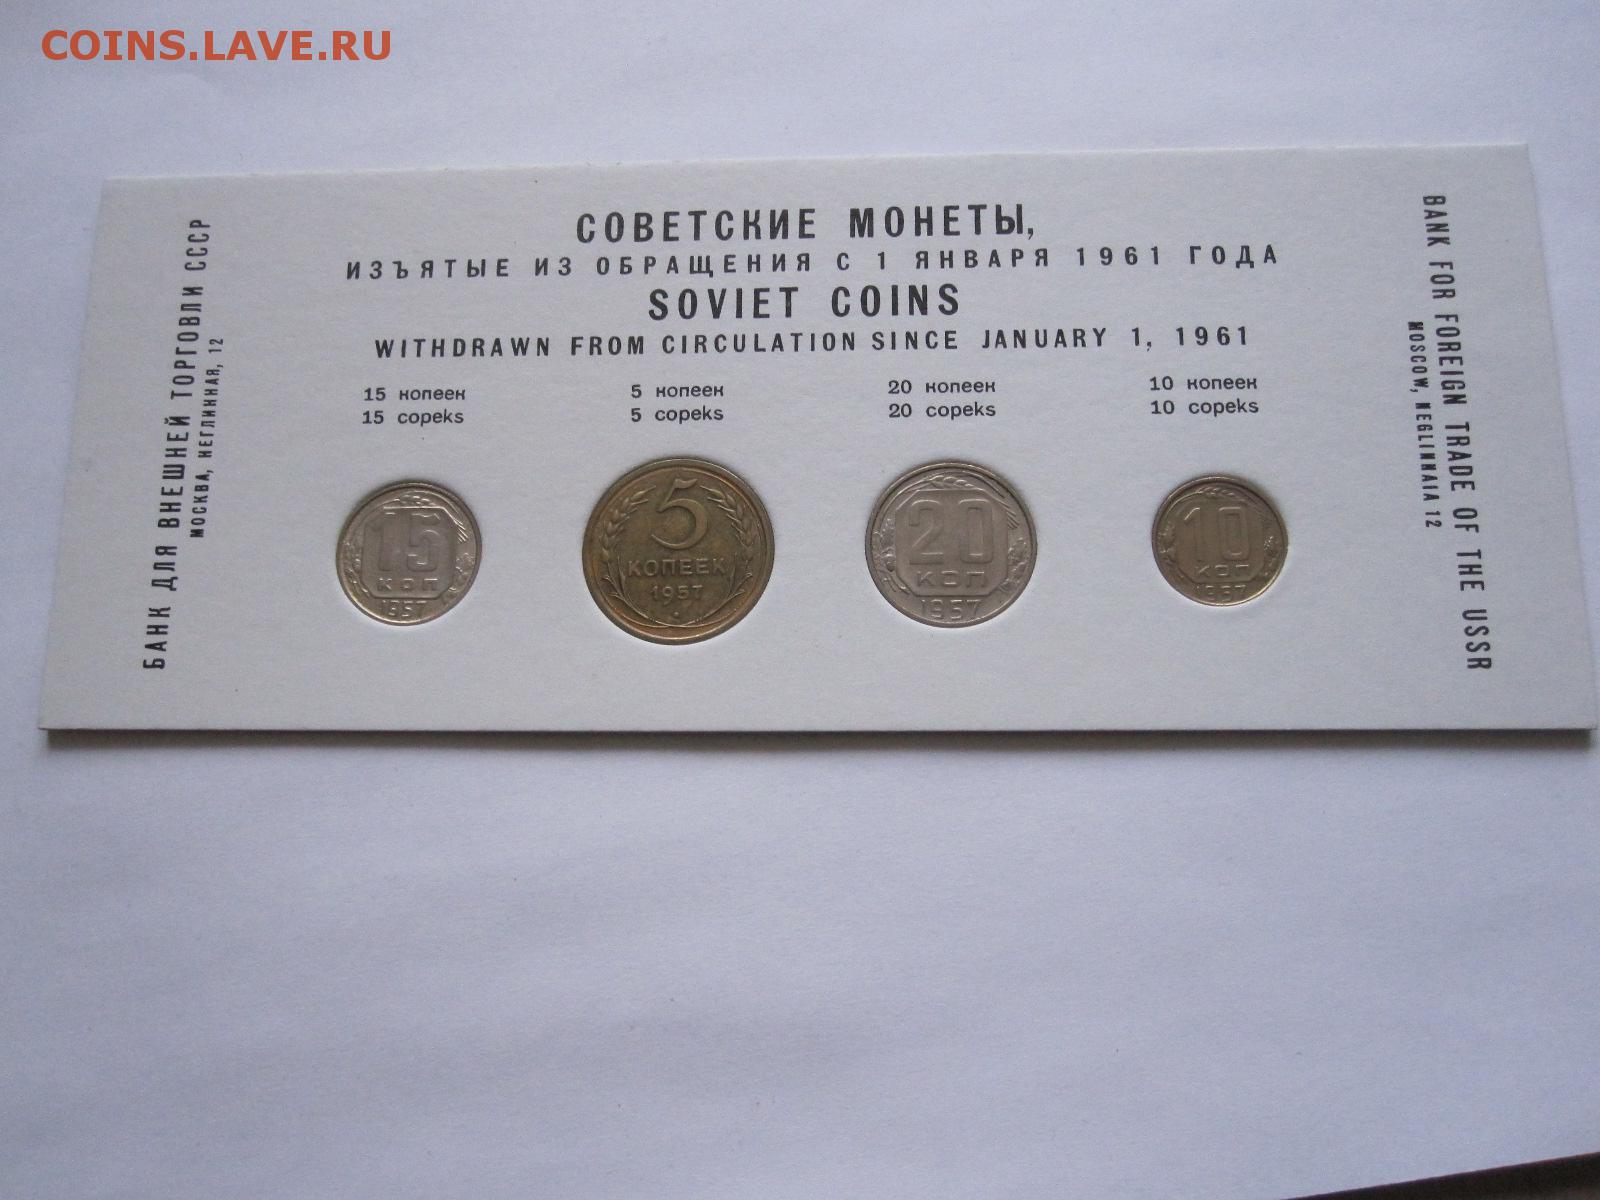 COINS.LAVE.RU
БАНК ДЛЯ ВНЕШНЕЙ ТОРГОВЛИ СССР
МОСКВА, НЕГЛИННАЯ, 12
СОВЕТСКИЕ МОНЕТЫ,
ИЗЪЯТЫЕ ИЗ ОБРАЩЕНИЯ С 1 ЯНВАРЯ 1961 ГОДА
SOVIET COINS
WITHDRAWN FROM CIRCULATION SINCE JANUARY 1, 1961
15 копеек
15 copeks
5 копеек
5 copeks
20 копеек
20 copeks
10 копеек
10 copeks
15
КОП
1957
5
КОПЕЕК
1957
20
КОП
1957
10
КОП
1957
BANK FOR FOREIGN TRADE OF THE USSR
MOSCOW, NEGLINNAIA 12